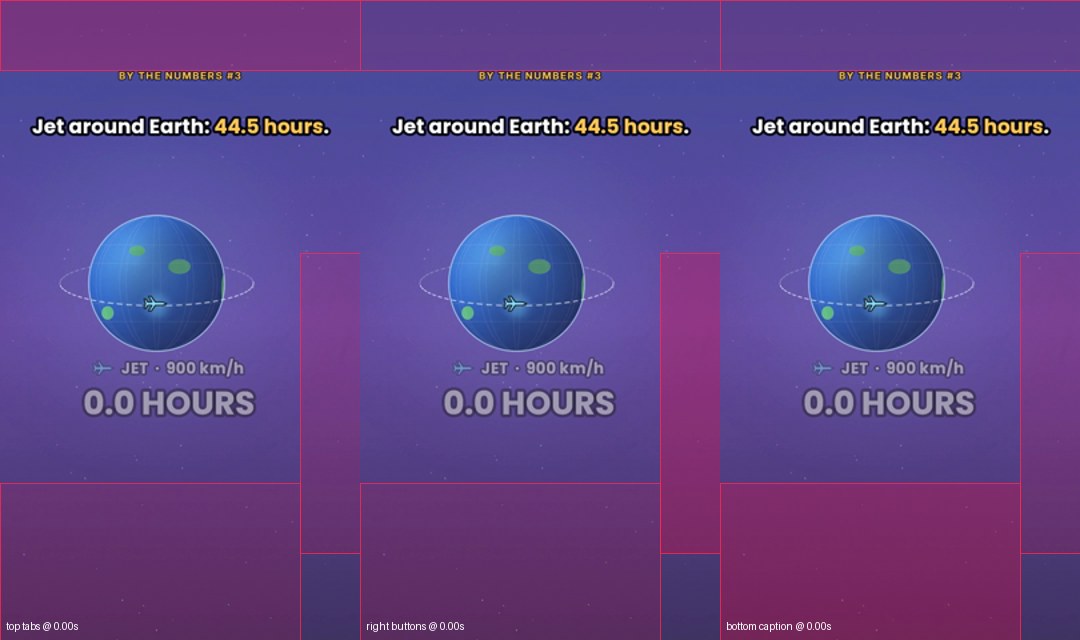 BY THE NUMBERS #3
Jet around Earth: 44.5 hours.
JET · 900 km/h
0.0 HOURS
top tabs @ 0.00s
BY THE NUMBERS #3
Jet around Earth: 44.5 hours.
JET · 900 km/h
0.0 HOURS
right buttons @ 0.00s
BY THE NUMBERS #3
Jet around Earth: 44.5 hours.
JET · 900 km/h
0.0 HOURS
bottom caption @ 0.00s